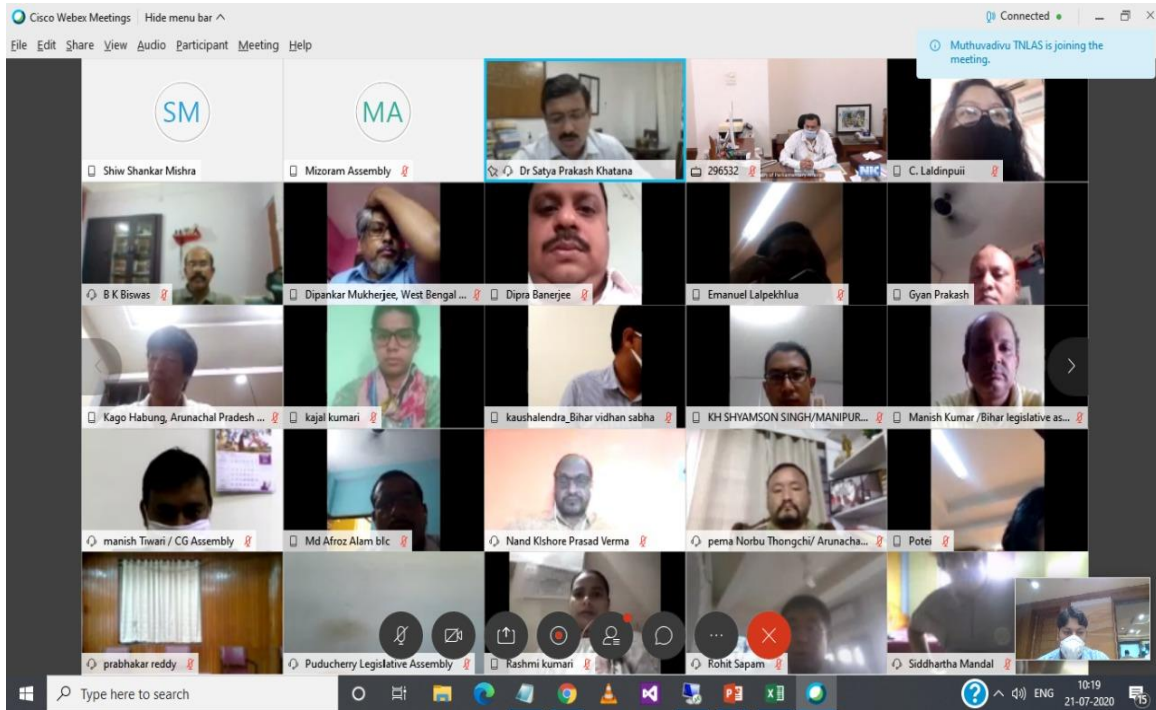 Cisco Webex Meetings Hide menu bar
Connected
File Edit Share View Audio Participant Meeting Help
Muthuvadivu TNLAS is joining the
meeting.
SM
MA
Shiw Shankar Mishra
Mizoram Assembly
Dr Satya Prakash Khatana
296532
NIC
C. Laldinpuii
B K Biswas
Dipankar Mukherjee, West Bengal ...
Dipra Banerjee
Emanuel Lalpekhlua
Gyan Prakash
Kago Habung, Arunachal Pradesh ...
kajal kumari
kaushalendra_Bihar vidhan sabha
KH SHYAMSON SINGH/MANIPUR...
Manish Kumar /Bihar legislative as...
manish Tiwari / CG Assembly
Md Afroz Alam blc
Nand KIshore Prasad Verma
pema Norbu Thongchi/ Arunacha...
Potei
prabhakar reddy
Puducherry Legislative Assembly
Rashmi kumari
Rohit Sapam
Siddhartha Mandal
Type here to search
ENG
10:19
21-07-2020
15